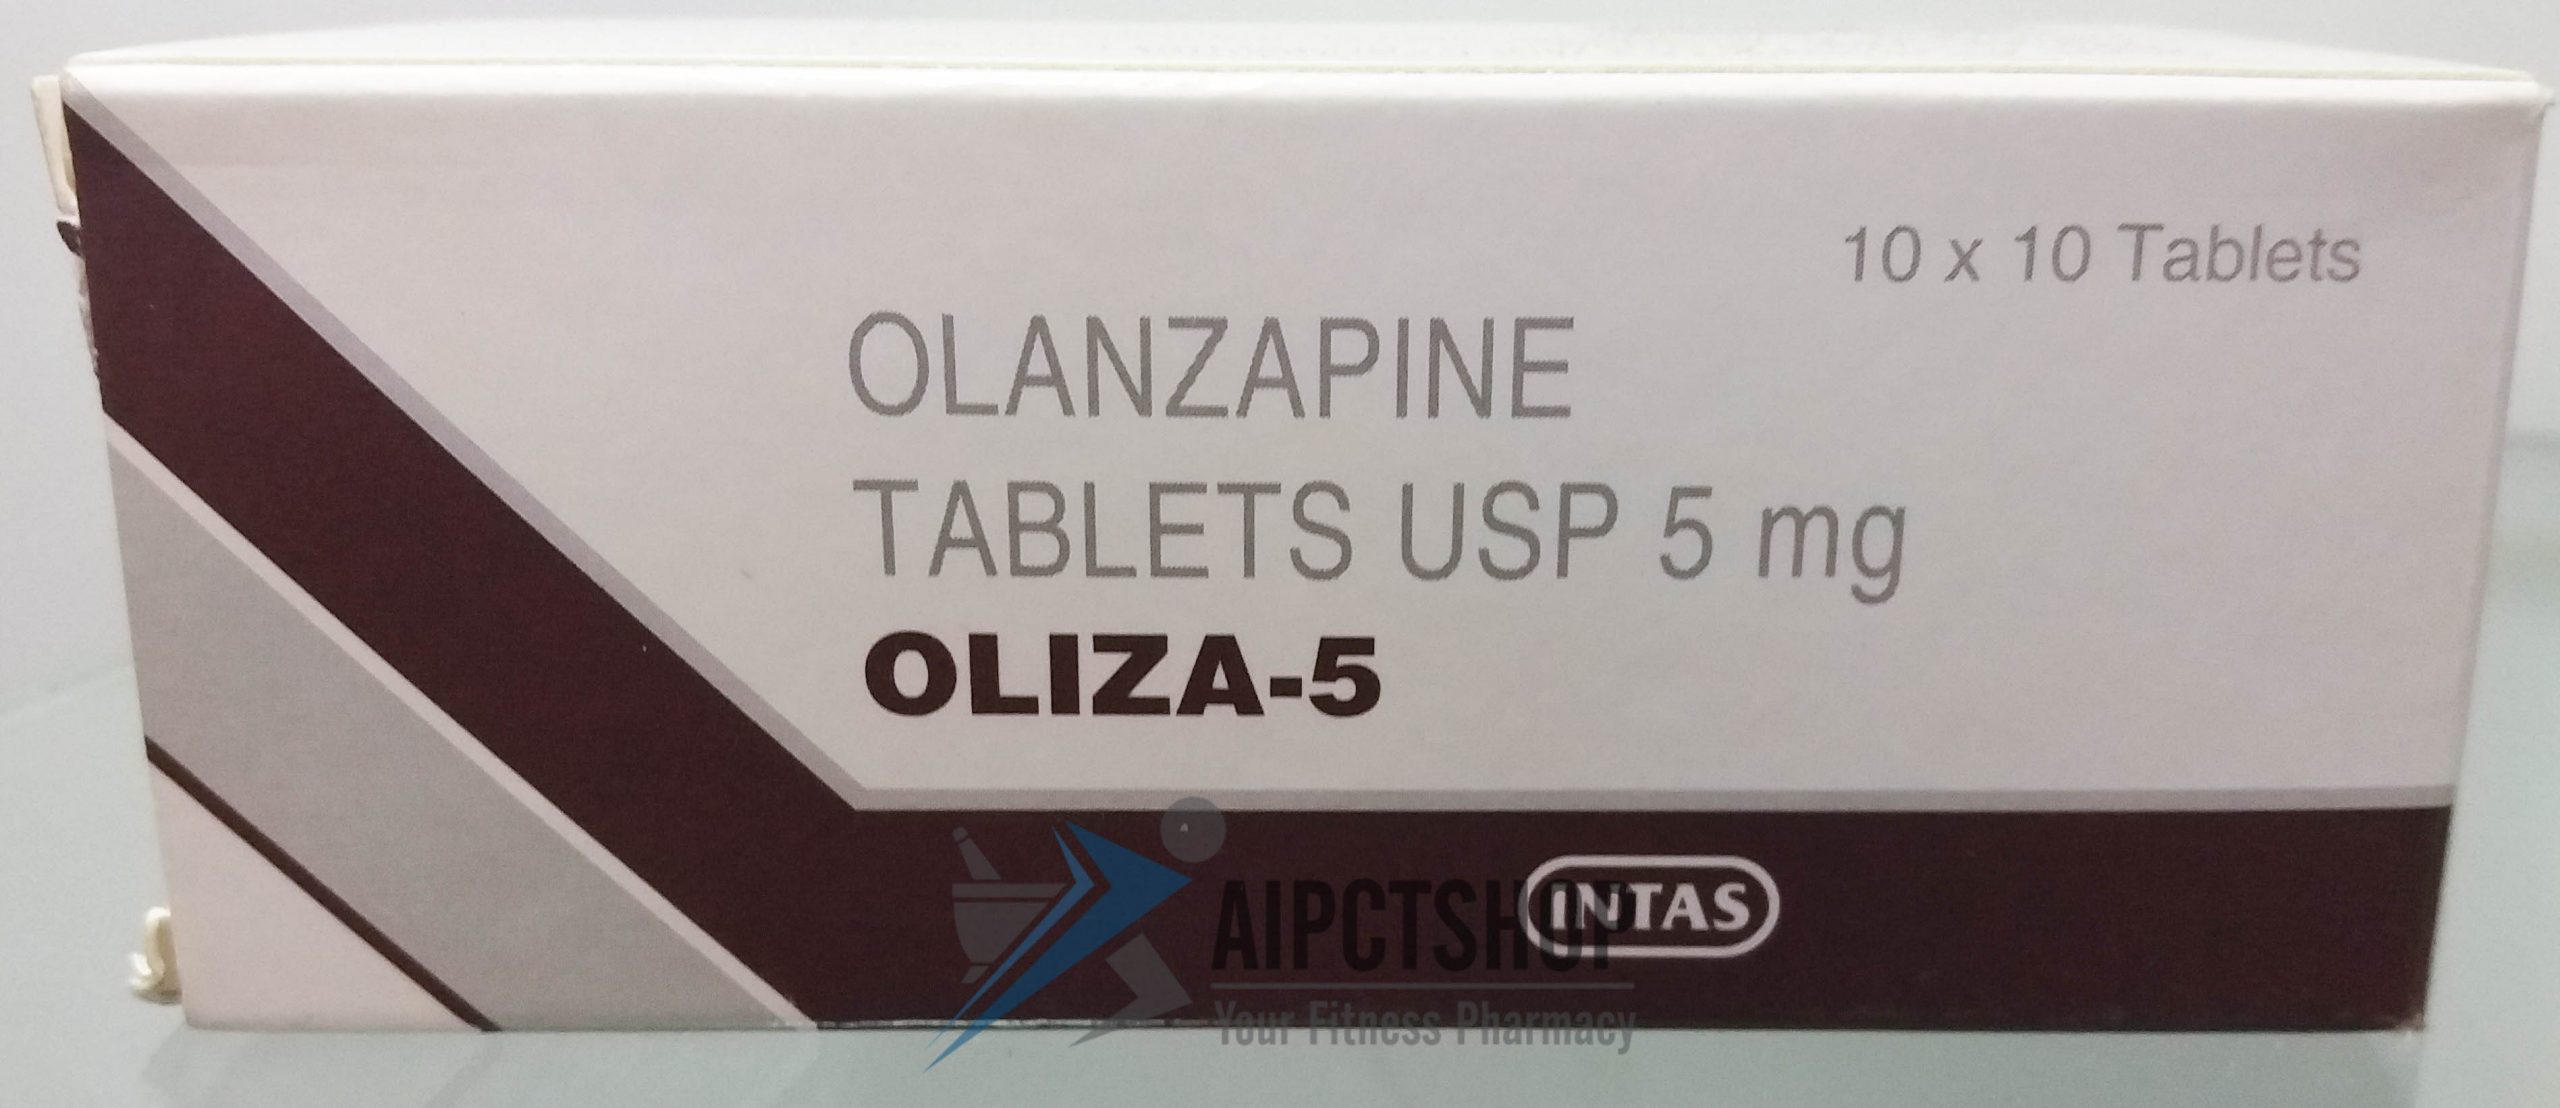 10 x 10 Tablets
OLANZAPINE
TABLETS USP 5 mg
OLIZA-5
INTAS
AIPCTSHOP
Your Fitness Pharmacy